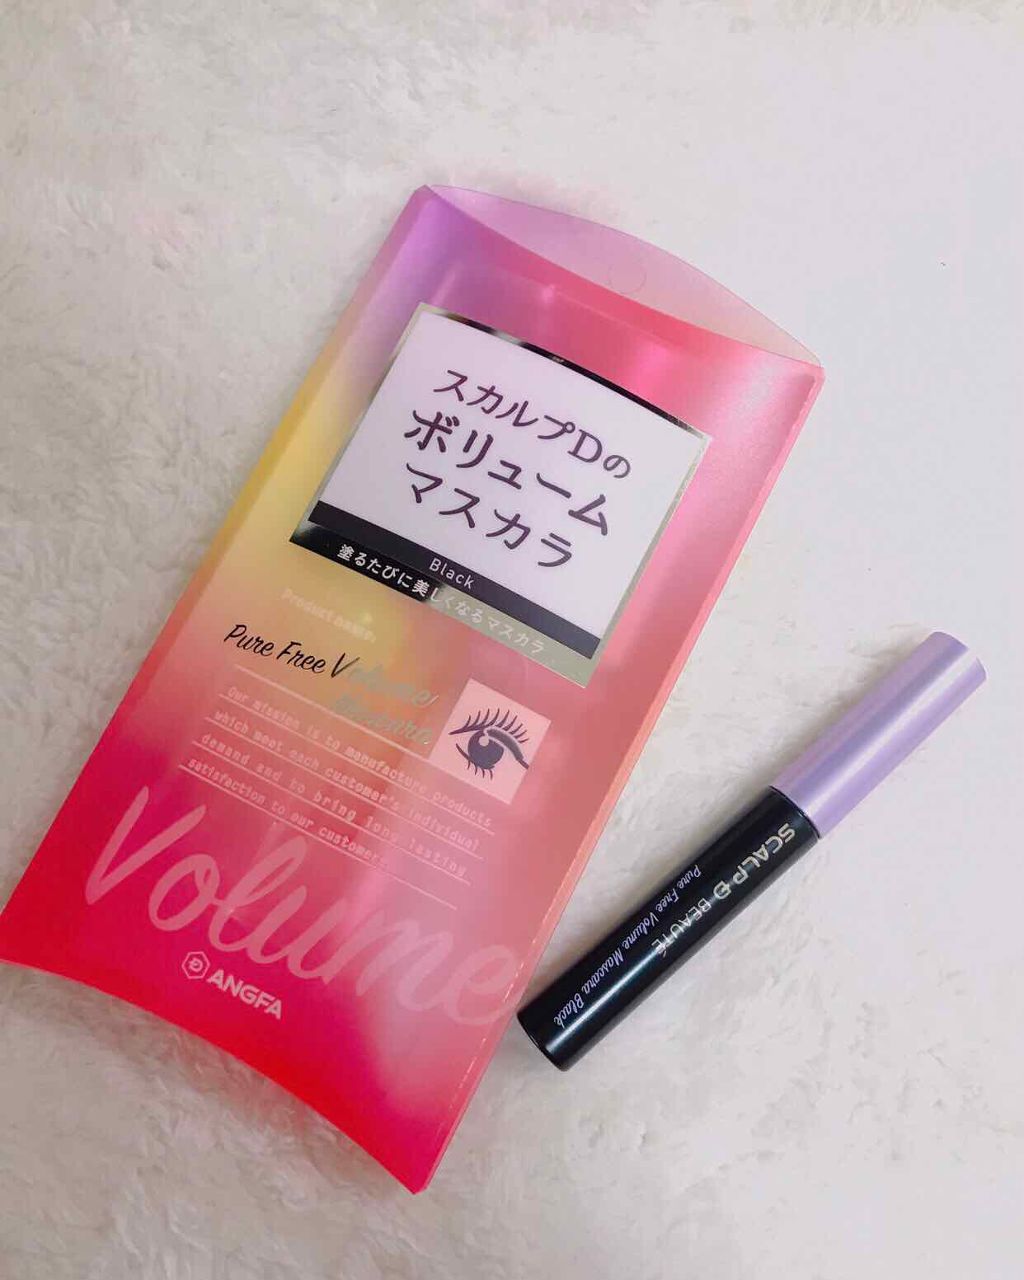 スカルプDの
ボリューム
マスカラ
Black
塗るたびに美しくなるマスカラ
Product name:
Pure Free Volume
Mascara
Our mission is to manufacture products
which meet each customer's individual
demand and to bring long lasting
satisfaction to our customer.
Volume
ANGFA
SCALP D BEAUTÉ
Pure Free Volume Mascara Black